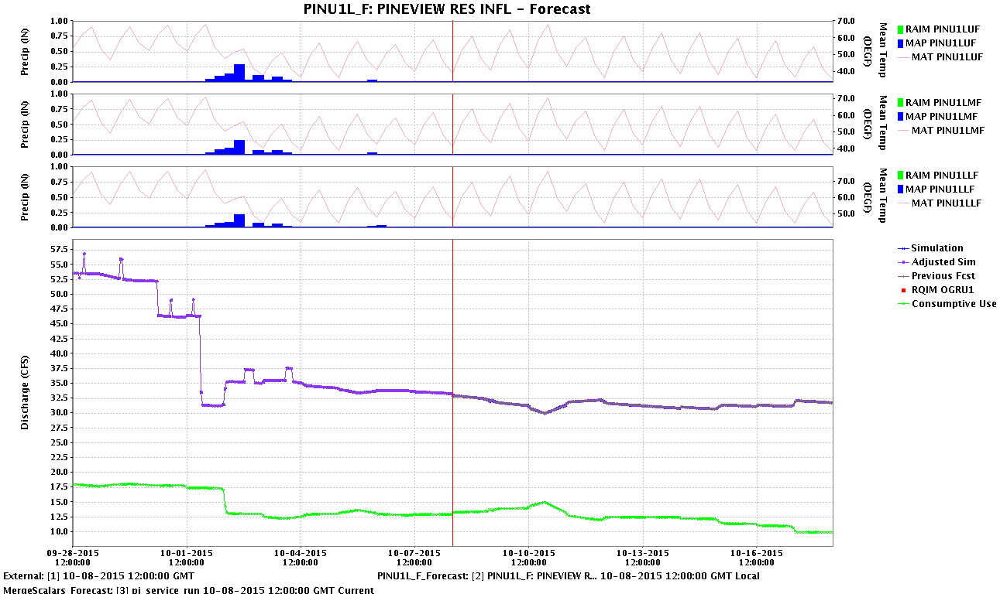 PINU1L_F: PINEVIEW RES INFL - Forecast
Precip (IN)
1.00
0.75
0.50
0.25
0.00
70.0
60.0
50.0
40.0
Mean Temp
(DEGF)
RAIM PINU1LUF
MAP PINU1LUF
MAT PINU1LUF
Precip (IN)
1.00
0.75
0.50
0.25
0.00
70.0
60.0
50.0
40.0
Mean Temp
(DEGF)
RAIM PINU1LMF
MAP PINU1LMF
MAT PINU1LMF
Precip (IN)
1.00
0.75
0.50
0.25
0.00
70.0
60.0
50.0
Mean Temp
(DEGF)
RAIM PINU1LLF
MAP PINU1LLF
MAT PINU1LLF
Discharge (CFS)
57.5
55.0
52.5
50.0
47.5
45.0
42.5
40.0
37.5
35.0
32.5
30.0
27.5
25.0
22.5
20.0
17.5
15.0
12.5
10.0
Simulation
Adjusted Sim
Previous Fcst
RQIM OGRU1
Consumptive Use
09-28-2015 10-01-2015 10-04-2015 10-07-2015 10-10-2015 10-13-2015 10-16-2015
12:00:00 12:00:00 12:00:00 12:00:00 12:00:00 12:00:00 12:00:00
External: [1] 10-08-2015 12:00:00 GMT PINU1L_F_Forecast: [2] PINU1L_F: PINEVIEW R... 10-08-2015 12:00:00 GMT Local
MergeScalars_Forecast: [3] pi_service_run 10-08-2015 12:00:00 GMT Current